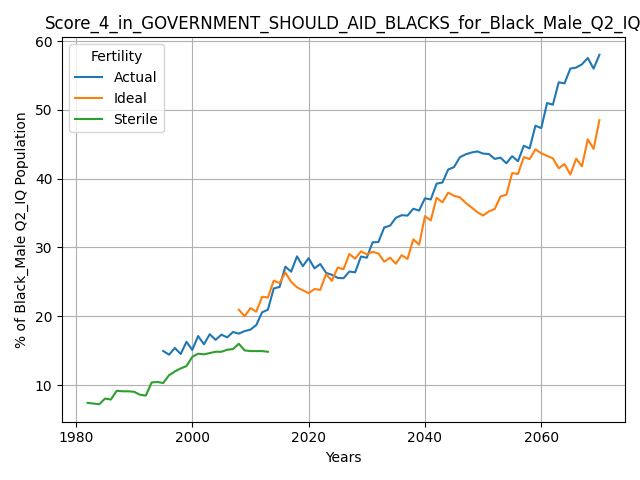 Score_4_in_GOVERNMENT_SHOULD_AID_BLACKS_for_Black_Male_Q2_IQ
Fertility
Actual
Ideal
Sterile
% of Black_Male Q2_IQ Population
60
50
40
30
20
10
1980 2000 2020 2040 2060
Years